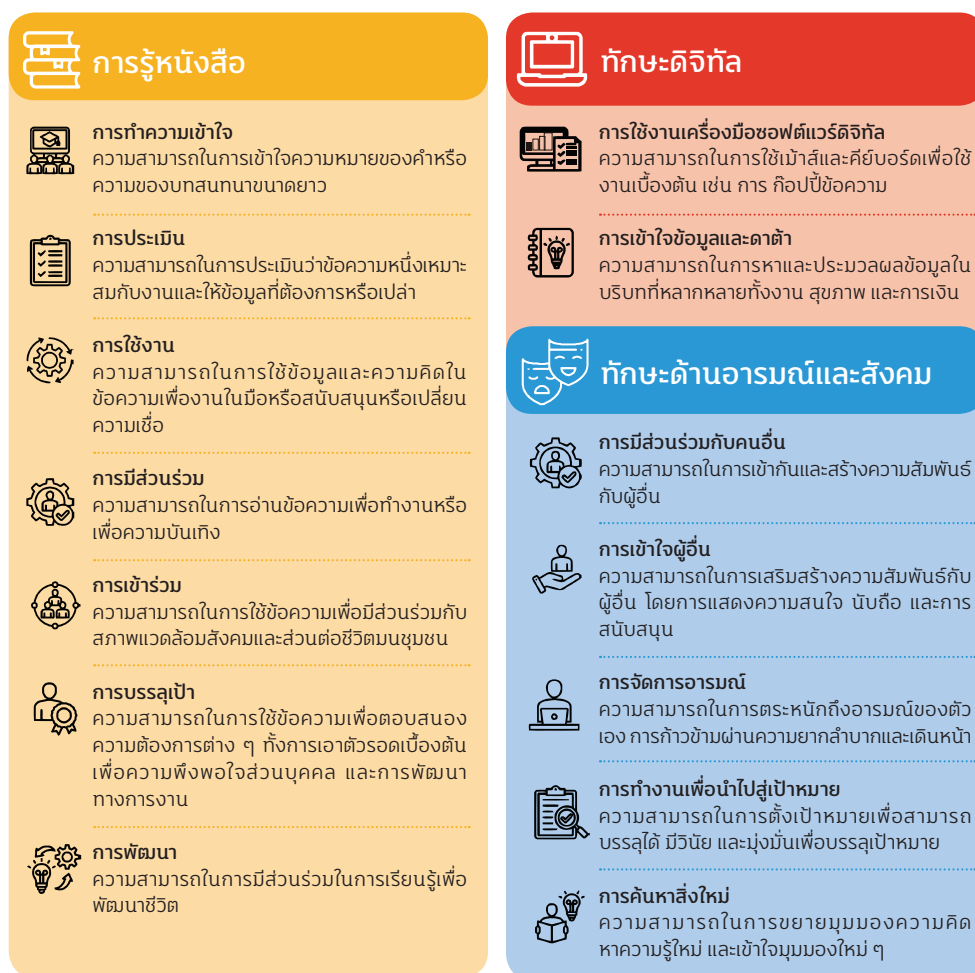 การรู้หนังสือ
การทำความเข้าใจ
ความสามารถในการเข้าใจความหมายของคำหรือ
ความของบทสนทนาขนาดยาว
การประเมิน
ความสามารถในการประเมินว่าข้อความหนึ่งเหมาะ
สมกับงานและให้ข้อมูลที่ต้องการหรือเปล่า
การใช้งาน
ความสามารถในการใช้ข้อมูลและความคิดใน
ข้อความเพื่องานในมือหรือสนับสนุนหรือเปลี่ยน
ความเชื่อ
การมีส่วนร่วม
ความสามารถในการอ่านข้อความเพื่อทำงานหรือ
เพื่อความบันเทิง
การเข้าร่วม
ความสามารถในการใช้ข้อความเพื่อมีส่วนร่วมกับ
สภาพแวดล้อมสังคมและส่วนต่อชีวิตมนชุมชน
การบรรลุเป้า
ความสามารถในการใช้ข้อความเพื่อตอบสนอง
ความต้องการต่าง ๆ ทั้งการเอาตัวรอดเบื้องต้น
เพื่อความพึงพอใจส่วนบุคคล และการพัฒนา
ทางการงาน
การพัฒนา
ความสามารถในการมีส่วนร่วมในการเรียนรู้เพื่อ
พัฒนาชีวิต
ทักษะดิจิทัล
การใช้งานเครื่องมือซอฟต์แวร์ดิจิทัล
ความสามารถในการใช้เม้าส์และคีย์บอร์ดเพื่อใช้
งานเบื้องต้น เช่น การ ก๊อปปี้ข้อความ
การเข้าใจข้อมูลและดาต้า
ความสามารถในการหาและประมวลผลข้อมูลใน
บริบทที่หลากหลายทั้งงาน สุขภาพ และการเงิน
ทักษะด้านอารมณ์และสังคม
การมีส่วนร่วมกับคนอื่น
ความสามารถในการเข้ากันและสร้างความสัมพันธ์
กับผู้อื่น
การเข้าใจผู้อื่น
ความสามารถในการเสริมสร้างความสัมพันธ์กับ
ผู้อื่น โดยการแสดงความสนใจ นับถือ และการ
สนับสนุน
การจัดการอารมณ์
ความสามารถในการตระหนักถึงอารมณ์ของตัว
เอง การก้าวข้ามผ่านความยากลำบากและเดินหน้า
การทำงานเพื่อนำไปสู่เป้าหมาย
ความสามารถในการตั้งเป้าหมายเพื่อสามารถ
บรรลุได้ มีวินัย และมุ่งมั่นเพื่อบรรลุเป้าหมาย
การค้นหาสิ่งใหม่
ความสามารถในการขยายมุมมองความคิด
หาความรู้ใหม่ และเข้าใจมุมมองใหม่ ๆ